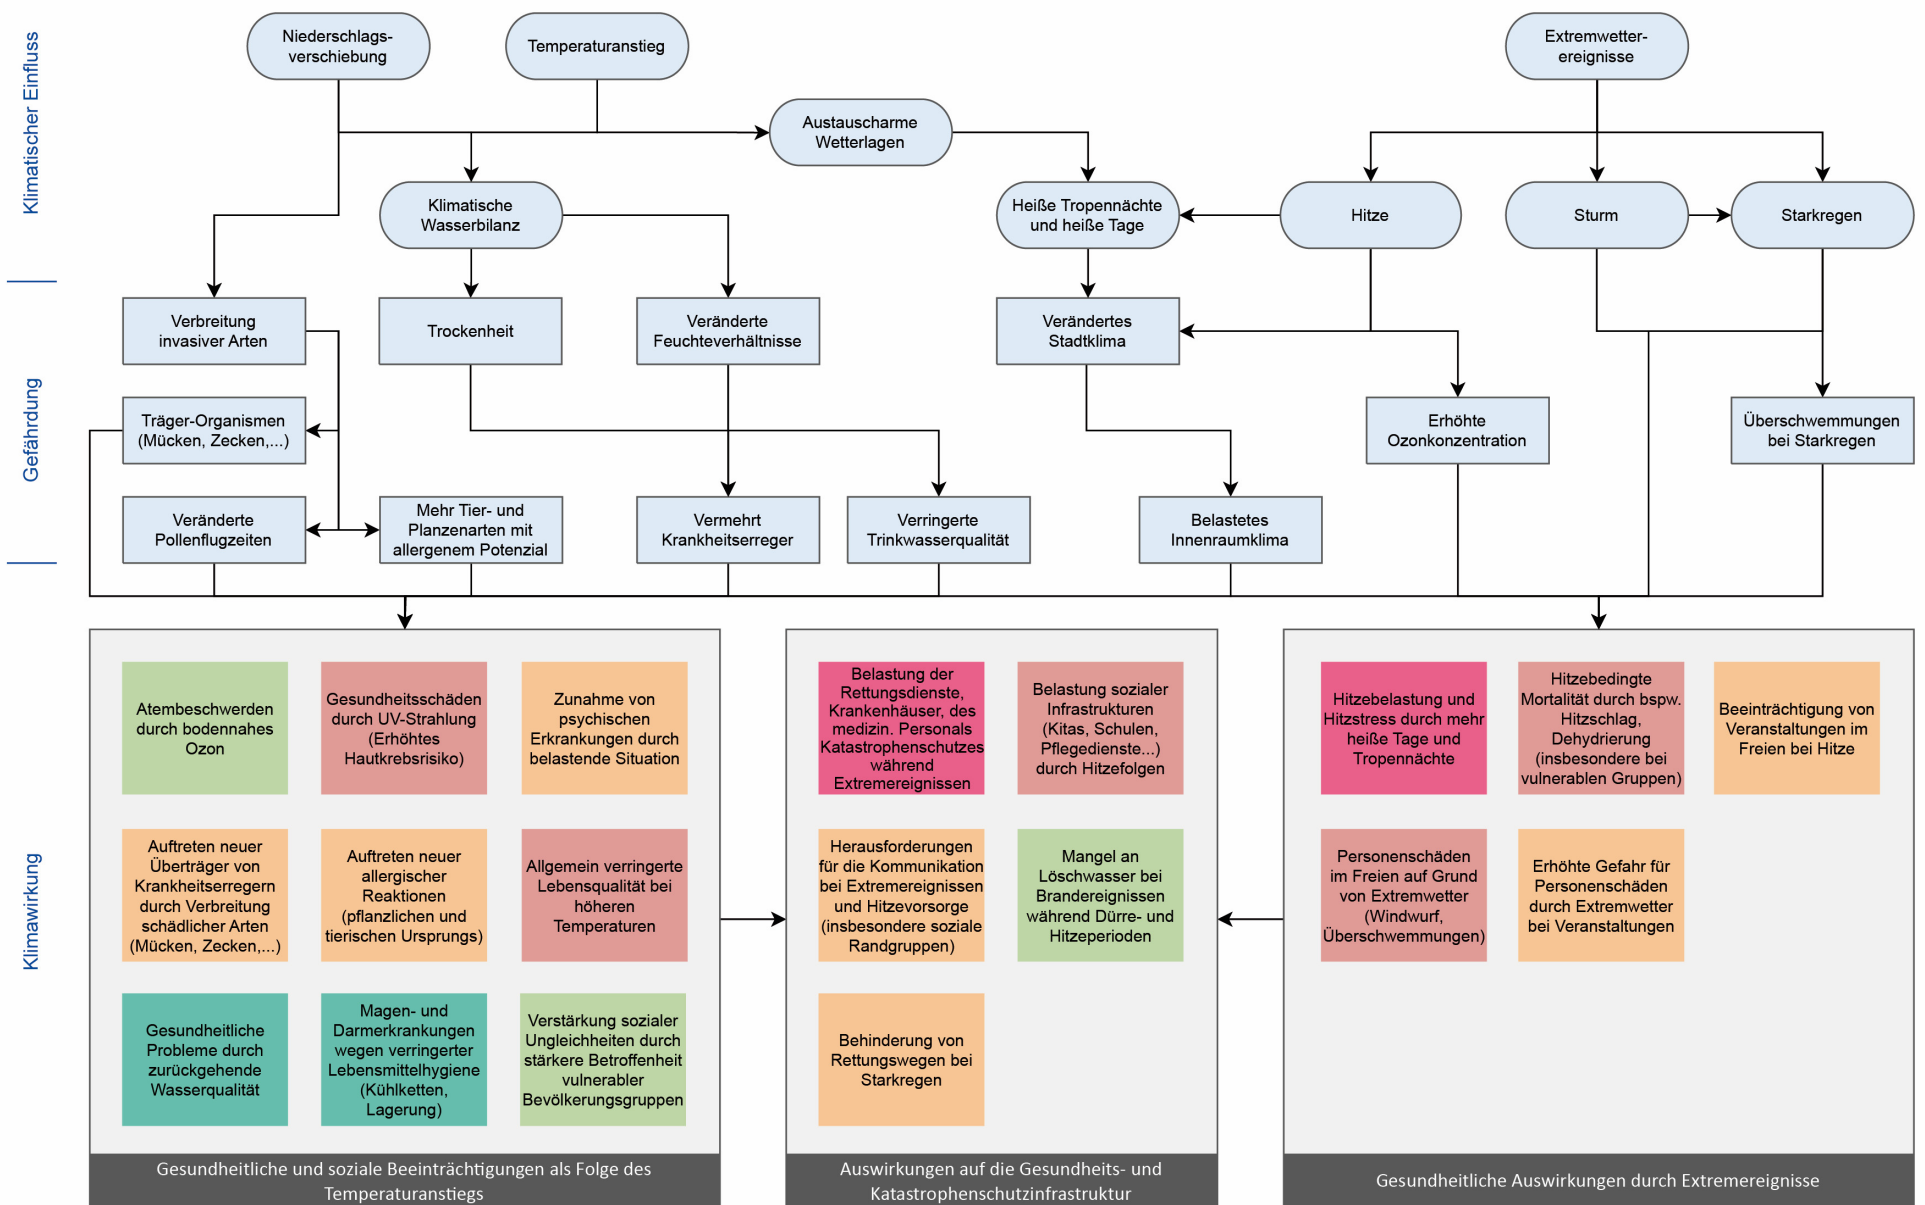 Klimatischer Einfluss
Niederschlags-
verschiebung
Temperaturanstieg
Extremwetter-
ereignisse
Austauscharme
Wetterlagen
Klimatische
Wasserbilanz
Heiße Tropennächte
und heiße Tage
Hitze
Sturm
Starkregen
Gefährdung
Verbreitung
invasiver Arten
Trockenheit
Veränderte
Feuchteverhältnisse
Verändertes
Stadtklima
Träger-Organismen
(Mücken, Zecken,...)
Erhöhte
Ozonkonzentration
Überschwemmungen
bei Starkregen
Veränderte
Pollenflugzeiten
Mehr Tier- und
Planzenarten mit
allergenem Potenzial
Vermehrt
Krankheitserreger
Verringerte
Trinkwasserqualität
Belastetes
Innenraumklima
Klimawirkung
Atembeschwerden
durch bodennahes
Ozon
Gesundheitsschäden
durch UV-Strahlung
(Erhöhtes
Hautkrebsrisiko)
Zunahme von
psychischen
Erkrankungen durch
belastende Situation
Auftreten neuer
Überträger von
Krankheitserregern
durch Verbreitung
schädlicher Arten
(Mücken, Zecken,...)
Auftreten neuer
allergischer
Reaktionen
(pflanzlichen und
tierischen Ursprungs)
Allgemein verringerte
Lebensqualität bei
höheren
Temperaturen
Gesundheitliche
Probleme durch
zurückgehende
Wasserqualität
Magen- und
Darmerkrankungen
wegen verringerter
Lebensmittelhygiene
(Kühlketten,
Lagerung)
Verstärkung sozialer
Ungleichheiten durch
stärkere Betroffenheit
vulnerabler
Bevölkerungsgruppen
Gesundheitliche und soziale Beeinträchtigungen als Folge des
Temperaturanstiegs
Belastung der
Rettungsdienste,
Krankenhäuser, des
medizin. Personals
Katastrophenschutzes
während
Extremereignissen
Belastung sozialer
Infrastrukturen
(Kitas, Schulen,
Pflegedienste...)
durch Hitzefolgen
Herausforderungen
für die Kommunikation
bei Extremereignissen
und Hitzevorsorge
(insbesondere soziale
Randgruppen)
Mangel an
Löschwasser bei
Brandereignissen
während Dürre- und
Hitzeperioden
Behinderung von
Rettungswegen bei
Starkregen
Auswirkungen auf die Gesundheits- und
Katastrophenschutzinfrastruktur
Hitzebelastung und
Hitzstress durch mehr
heiße Tage und
Tropennächte
Hitzebedingte
Mortalität durch bspw.
Hitzschlag,
Dehydrierung
(insbesondere bei
vulnerablen Gruppen)
Beeinträchtigung von
Veranstaltungen im
Freien bei Hitze
Personenschäden
im Freien auf Grund
von Extremwetter
(Windwurf,
Überschwemmungen)
Erhöhte Gefahr für
Personenschäden
durch Extremwetter
bei Veranstaltungen
Gesundheitliche Auswirkungen durch Extremereignisse